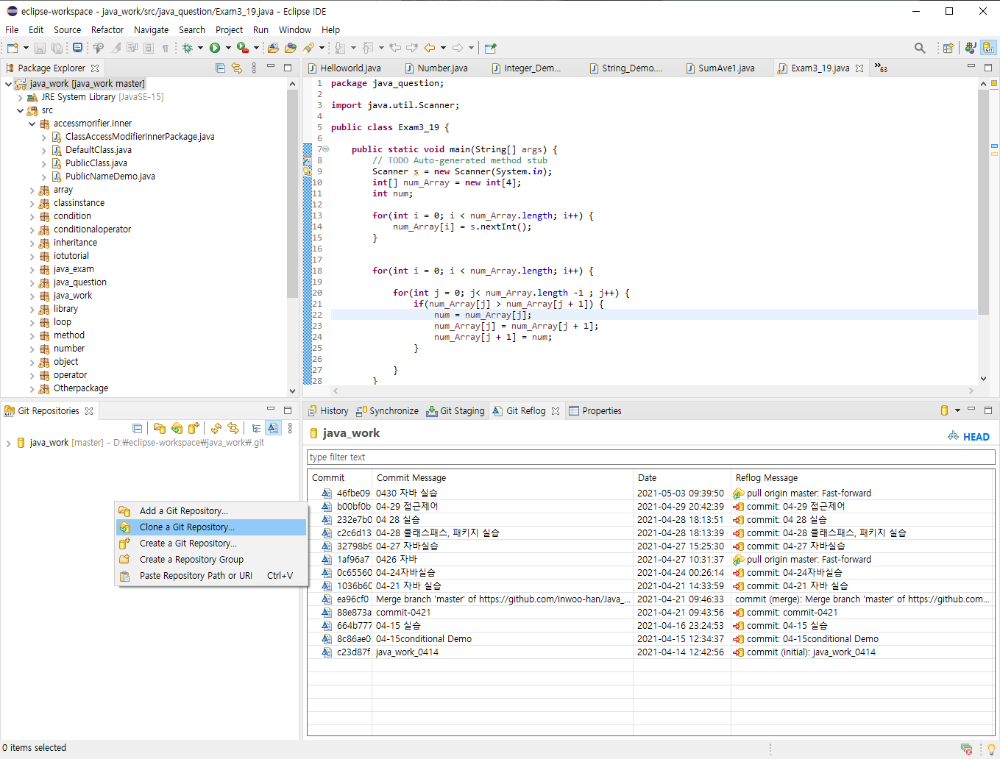 eclipse-workspace - java_work/src/java_question/Exam3_19.java - Eclipse IDE
File Edit Source Refactor Navigate Search Project Run Window Help
Package Explorer
java_work [java_work master]
JRE System Library [JavaSE-15]
src
accessmorifier.inner
ClassAccessModifierInnerPackage.java
DefaultClass.java
PublicClass.java
PublicNameDemo.java
array
classinstance
condition
conditionaloperator
inheritance
iotutorial
java_exam
java_question
java_work
library
loop
method
number
object
operator
Otherpackage
Helloworld.java Number.java Integer_Dem... String_Demo.... SumAve1.java Exam3_19.java »63
1 package java_question;
2
3 import java.util.Scanner;
4
5 public class Exam3_19 {
6
7 public static void main(String[] args) {
8 // TODO Auto-generated method stub
9 Scanner s = new Scanner(System.in);
10 int[] num_Array = new int[4];
11 int num;
12
13 for(int i = 0; i < num_Array.length; i++) {
14 num_Array[i] = s.nextInt();
15 }
16
17
18 for(int i = 0; i < num_Array.length; i++) {
19
20 for(int j = 0; j< num_Array.length -1 ; j++) {
21 if(num_Array[j] > num_Array[j + 1]) {
22 num = num_Array[j];
23 num_Array[j] = num_Array[j + 1];
24 num_Array[j + 1] = num;
25 }
26
27 }
28 }
Git Repositories
GIT
java_work [master] - D:₩eclipse-workspace₩java_work₩.git
Add a Git Repository...
Clone a Git Repository...
Create a Git Repository...
Create a Repository Group
Paste Repository Path or URI Ctrl+V
History Synchronize Git Staging Git Reflog Properties
java_work
HEAD
type filter text
Commit Commit Message Date Reflog Message
46fbe09 0430 자바 실습 2021-05-03 09:39:50 pull origin master: Fast-forward
b00bf0b 04-29 접근제어 2021-04-29 20:42:39 commit: 04-29 접근제어
232e7b0 04 28 실습 2021-04-28 18:13:51 commit: 04 28 실습
c2c6d13 04-28 클래스패스, 패키지 실습 2021-04-28 18:13:39 commit: 04-28 클래스패스, 패키지 실습
32798b9 04-27 자바실습 2021-04-27 15:25:30 commit: 04-27 자바실습
1af96a7 0426 자바 2021-04-27 10:31:37 pull origin master: Fast-forward
0c65560 04-24자바실습 2021-04-24 00:26:14 commit: 04-24자바실습
1036b60 04-21 자바 실습 2021-04-21 14:33:59 commit: 04-21 자바 실습
ea96cf0 Merge branch 'master' of https://github.com/inwoo-han/Java_... 2021-04-21 09:46:33 commit (merge): Merge branch 'master' of https://github.com...
88e873a commit-0421 2021-04-21 09:43:56 commit: commit-0421
664b777 04-15 실습 2021-04-16 23:24:53 commit: 04-15 실습
8c86ae0 04-15conditional Demo 2021-04-15 12:34:37 commit: 04-15conditional Demo
c23d87f java_work_0414 2021-04-14 12:42:56 commit (initial): java_work_0414
0 items selected